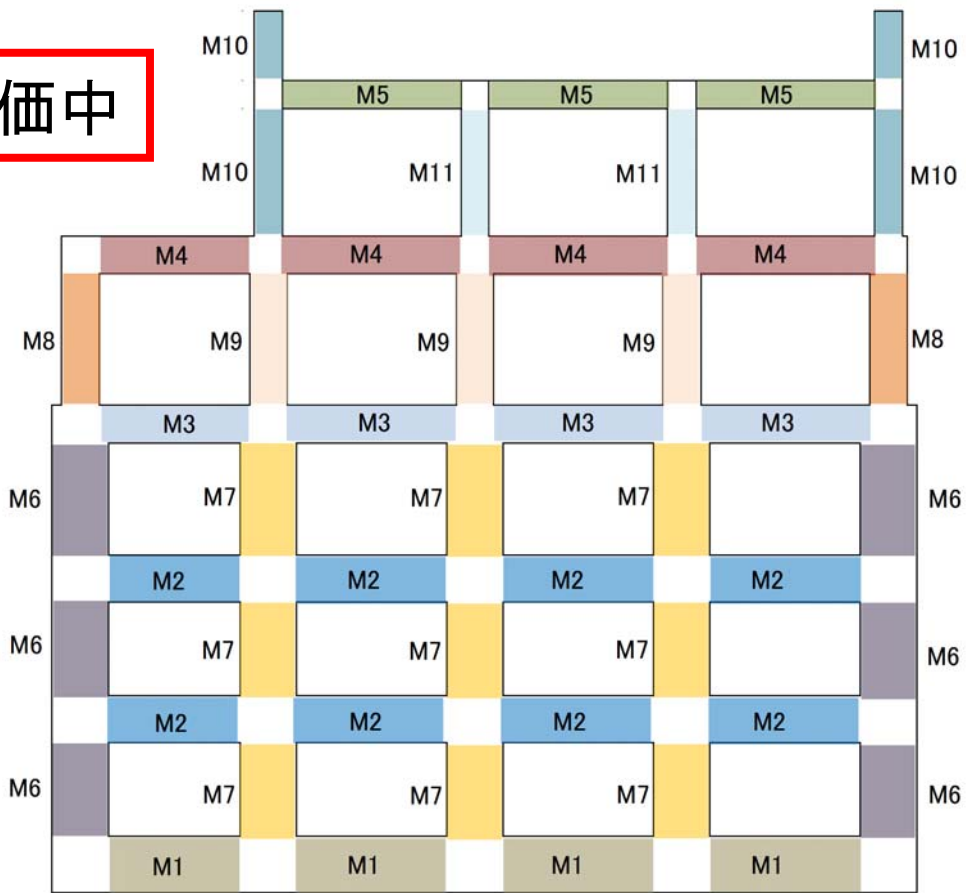 M10 M10
価中
M5 M5 M5
M10 M11 M11 M10
M4 M4 M4 M4
M8 M9 M9 M9 M8
M3 M3 M3 M3
M6 M7 M7 M7 M6
M2 M2 M2 M2
M6 M7 M7 M7 M6
M2 M2 M2 M2
M6 M7 M7 M7 M6
M1 M1 M1 M1